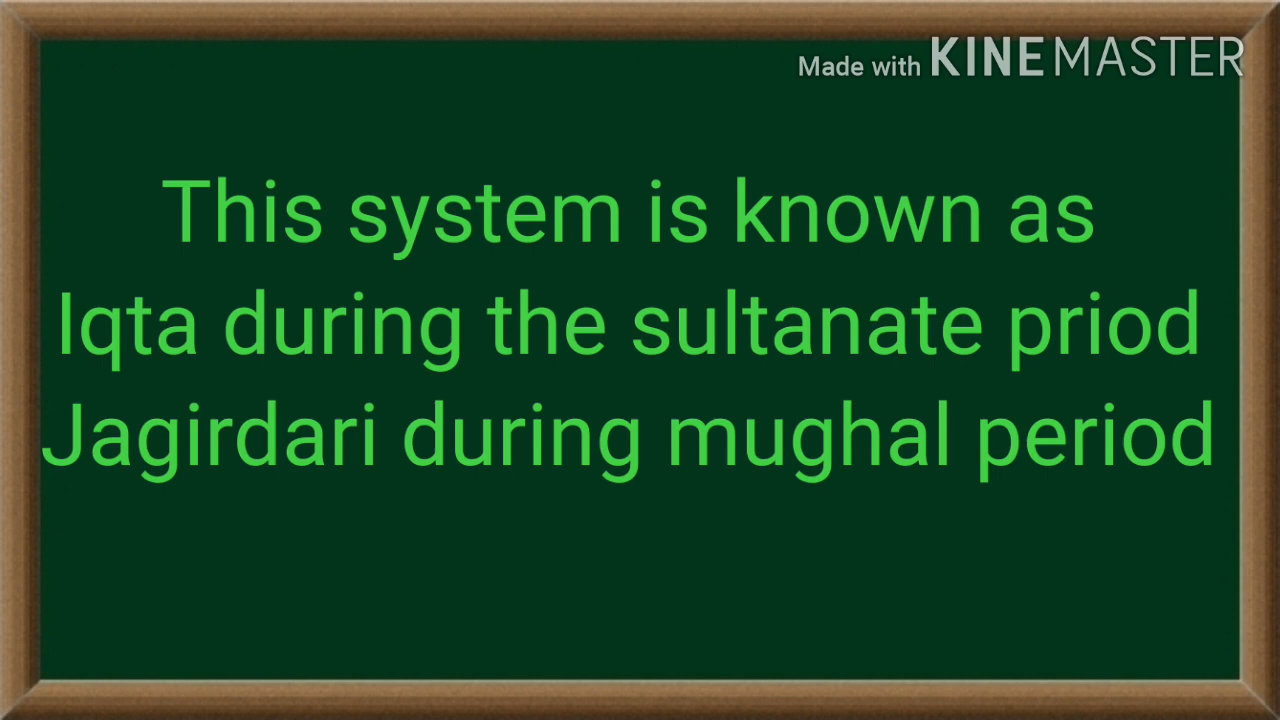 Made with KINEMASTER
This system is known as
Iqta during the sultanate priod
Jagirdari during mughal period